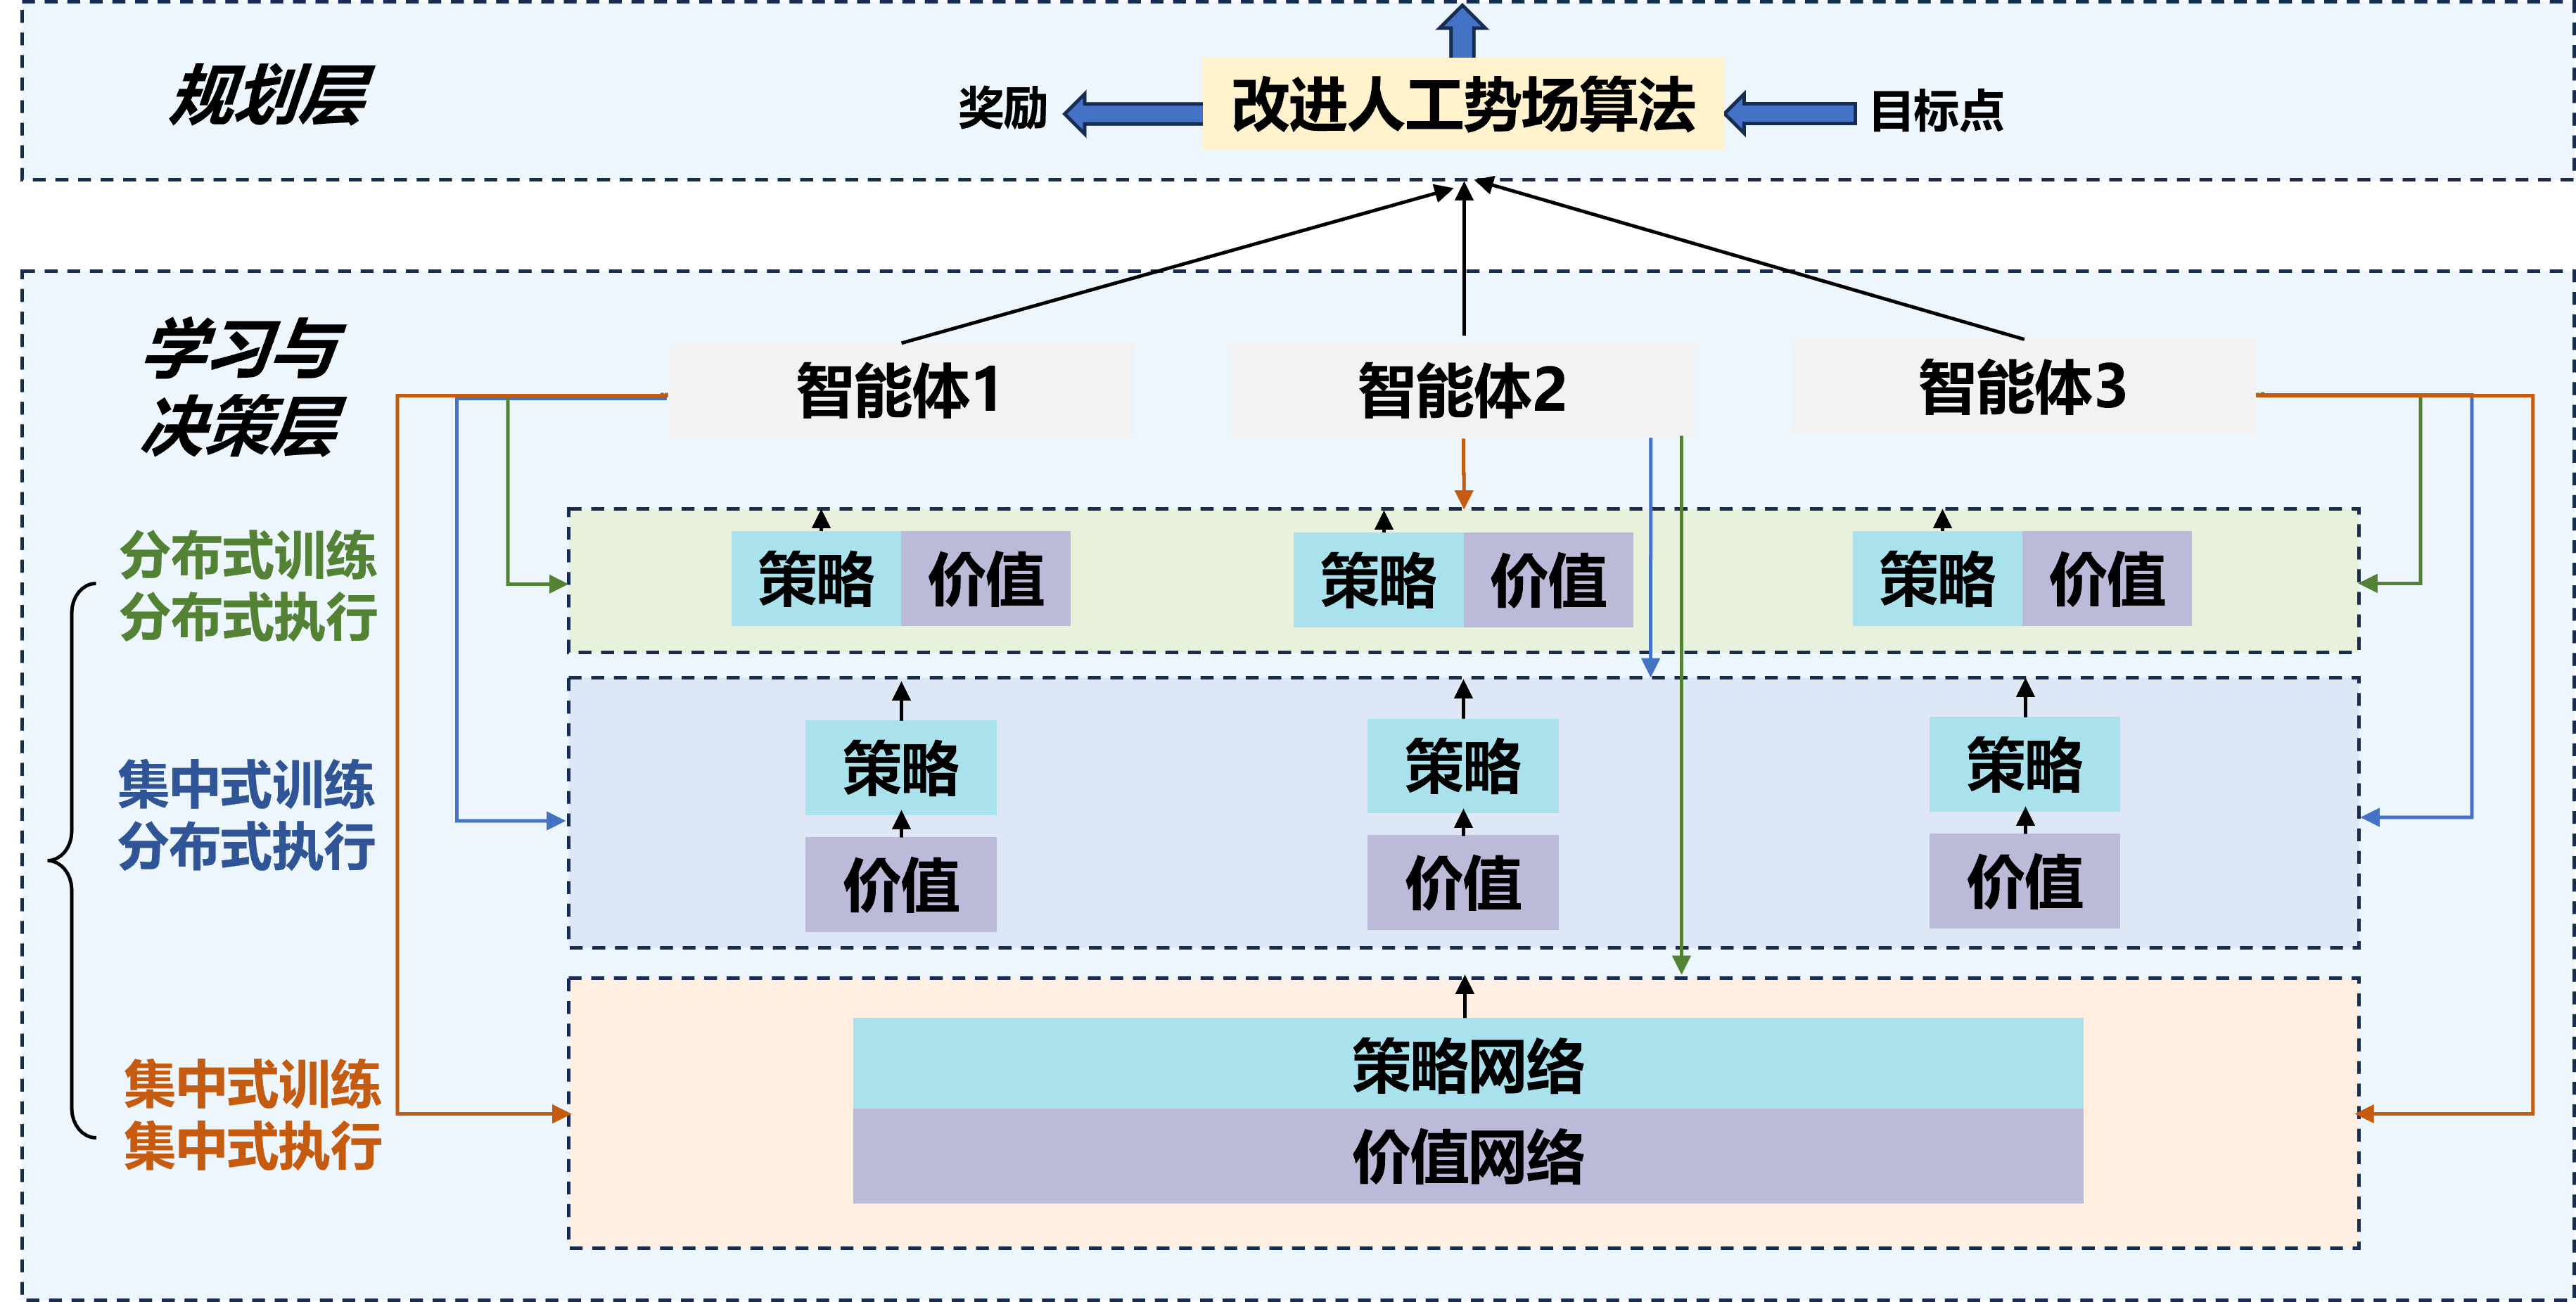 规划层
奖励
改进人工势场算法
目标点
学习与
决策层
智能体1
智能体2
智能体3
分布式训练
分布式执行
策略 价值
策略 价值
策略 价值
集中式训练
分布式执行
策略
价值
策略
价值
策略
价值
集中式训练
集中式执行
策略网络
价值网络